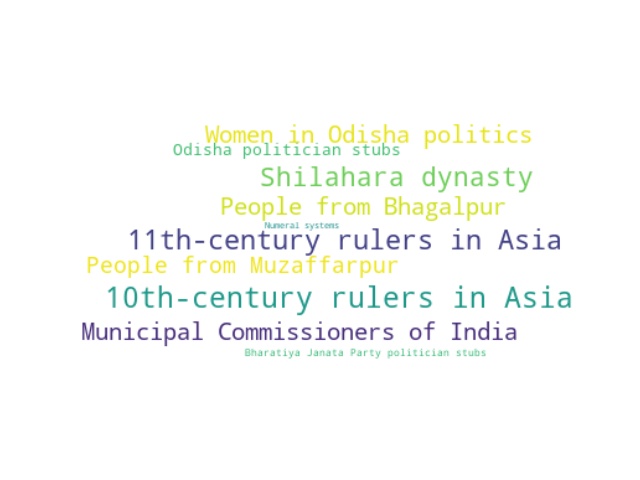 Women in Odisha politics
Odisha politician stubs
Shilahara dynasty
People from Bhagalpur
Numeral systems
11th-century rulers in Asia
People from Muzaffarpur
10th-century rulers in Asia
Municipal Commissioners of India
Bharatiya Janata Party politician stubs